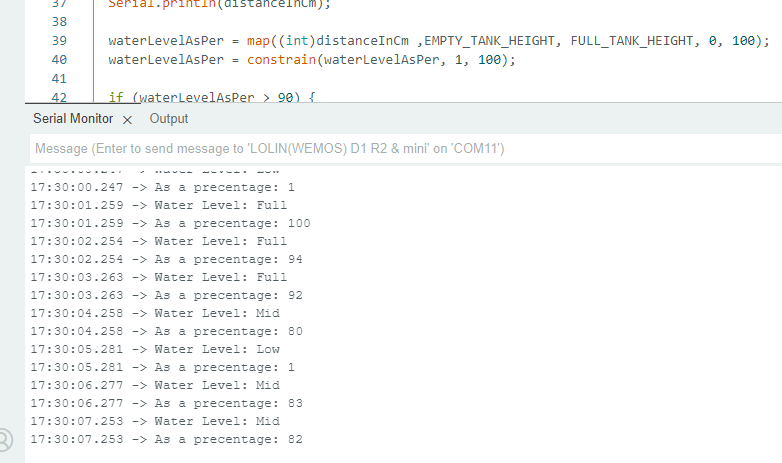 37 Serial.println(distanceInCm);
38
39 waterLevelAsPer = map((int)distanceInCm ,EMPTY_TANK_HEIGHT, FULL_TANK_HEIGHT, 0, 100);
40 waterLevelAsPer = constrain(waterLevelAsPer, 1, 100);
41
42 if (waterLevelAsPer > 90) {
Serial Monitor × Output
Message (Enter to send message to 'LOLIN(WEMOS) D1 R2 & mini' on 'COM11')
17:30:00.247 -> Water Level: Low
17:30:00.247 -> As a precentage: 1
17:30:01.259 -> Water Level: Full
17:30:01.259 -> As a precentage: 100
17:30:02.254 -> Water Level: Full
17:30:02.254 -> As a precentage: 94
17:30:03.263 -> Water Level: Full
17:30:03.263 -> As a precentage: 92
17:30:04.258 -> Water Level: Mid
17:30:04.258 -> As a precentage: 80
17:30:05.281 -> Water Level: Low
17:30:05.281 -> As a precentage: 1
17:30:06.277 -> Water Level: Mid
17:30:06.277 -> As a precentage: 83
17:30:07.253 -> Water Level: Mid
17:30:07.253 -> As a precentage: 82